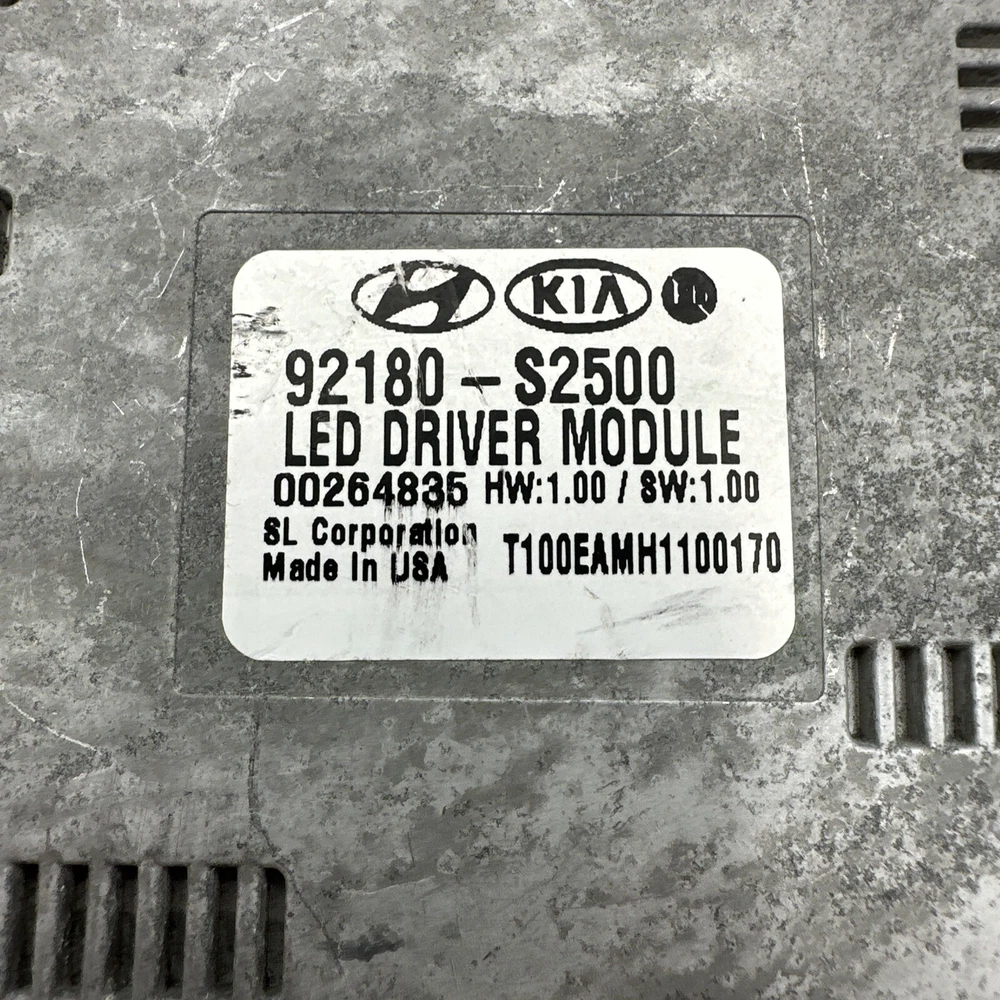 KIA
92180-S2500
LED DRIVER MODULE
00264835 HW:1.00 / SW:1.00
SL Corporation
Made In USA
T100EAMH1100170